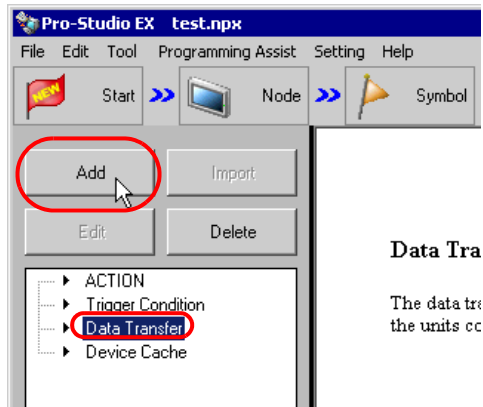 Pro-Studio EX test.npx
File Edit Tool Programming Assist Setting Help
NEW Start Node Symbol
Add Import
Edit Delete
ACTION
Trigger Condition
Data Transfer
Device Cache
Data Tra
The data tra
the units co